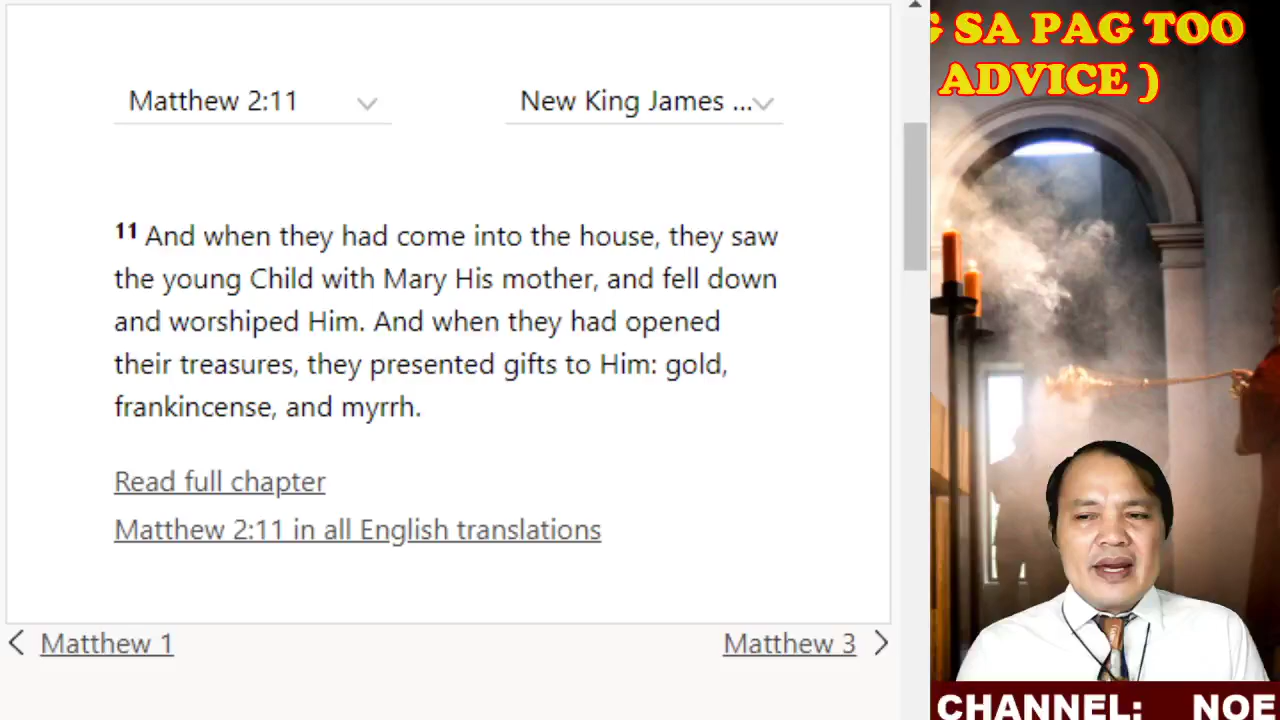 Matthew 2:11
New King James ...
11 And when they had come into the house, they saw
the young Child with Mary His mother, and fell down
and worshiped Him. And when they had opened
their treasures, they presented gifts to Him: gold,
frankincense, and myrrh.
Read full chapter
Matthew 2:11 in all English translations
Matthew 1
Matthew 3
SA PAG TOO
ADVICE )
CHANNEL: NOE